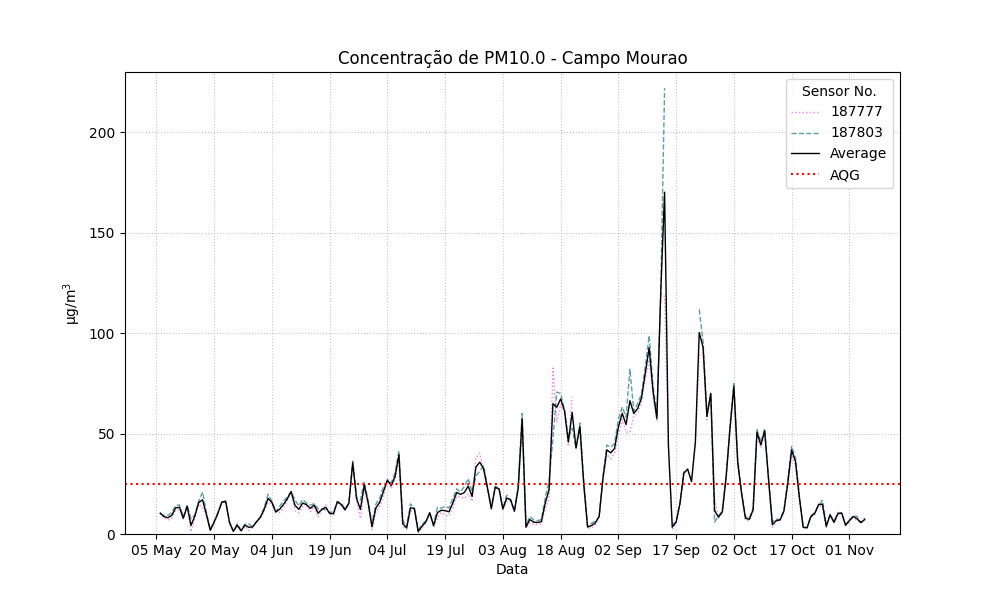 Concentração de PM10.0 - Campo Mourao
Sensor No.
187777
187803
Average
AQG
200
150
100
50
0
µg/m³
05 May 20 May 04 Jun 19 Jun 04 Jul 19 Jul 03 Aug 18 Aug 02 Sep 17 Sep 02 Oct 17 Oct 01 Nov
Data